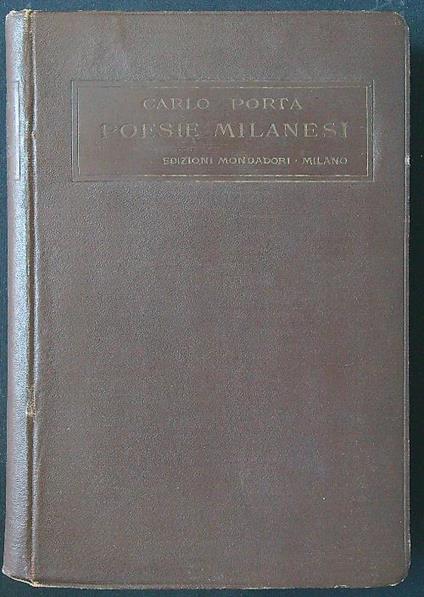 CARLO PORTA
POESIE MILANESI
EDIZIONI MONDADORI · MILANO